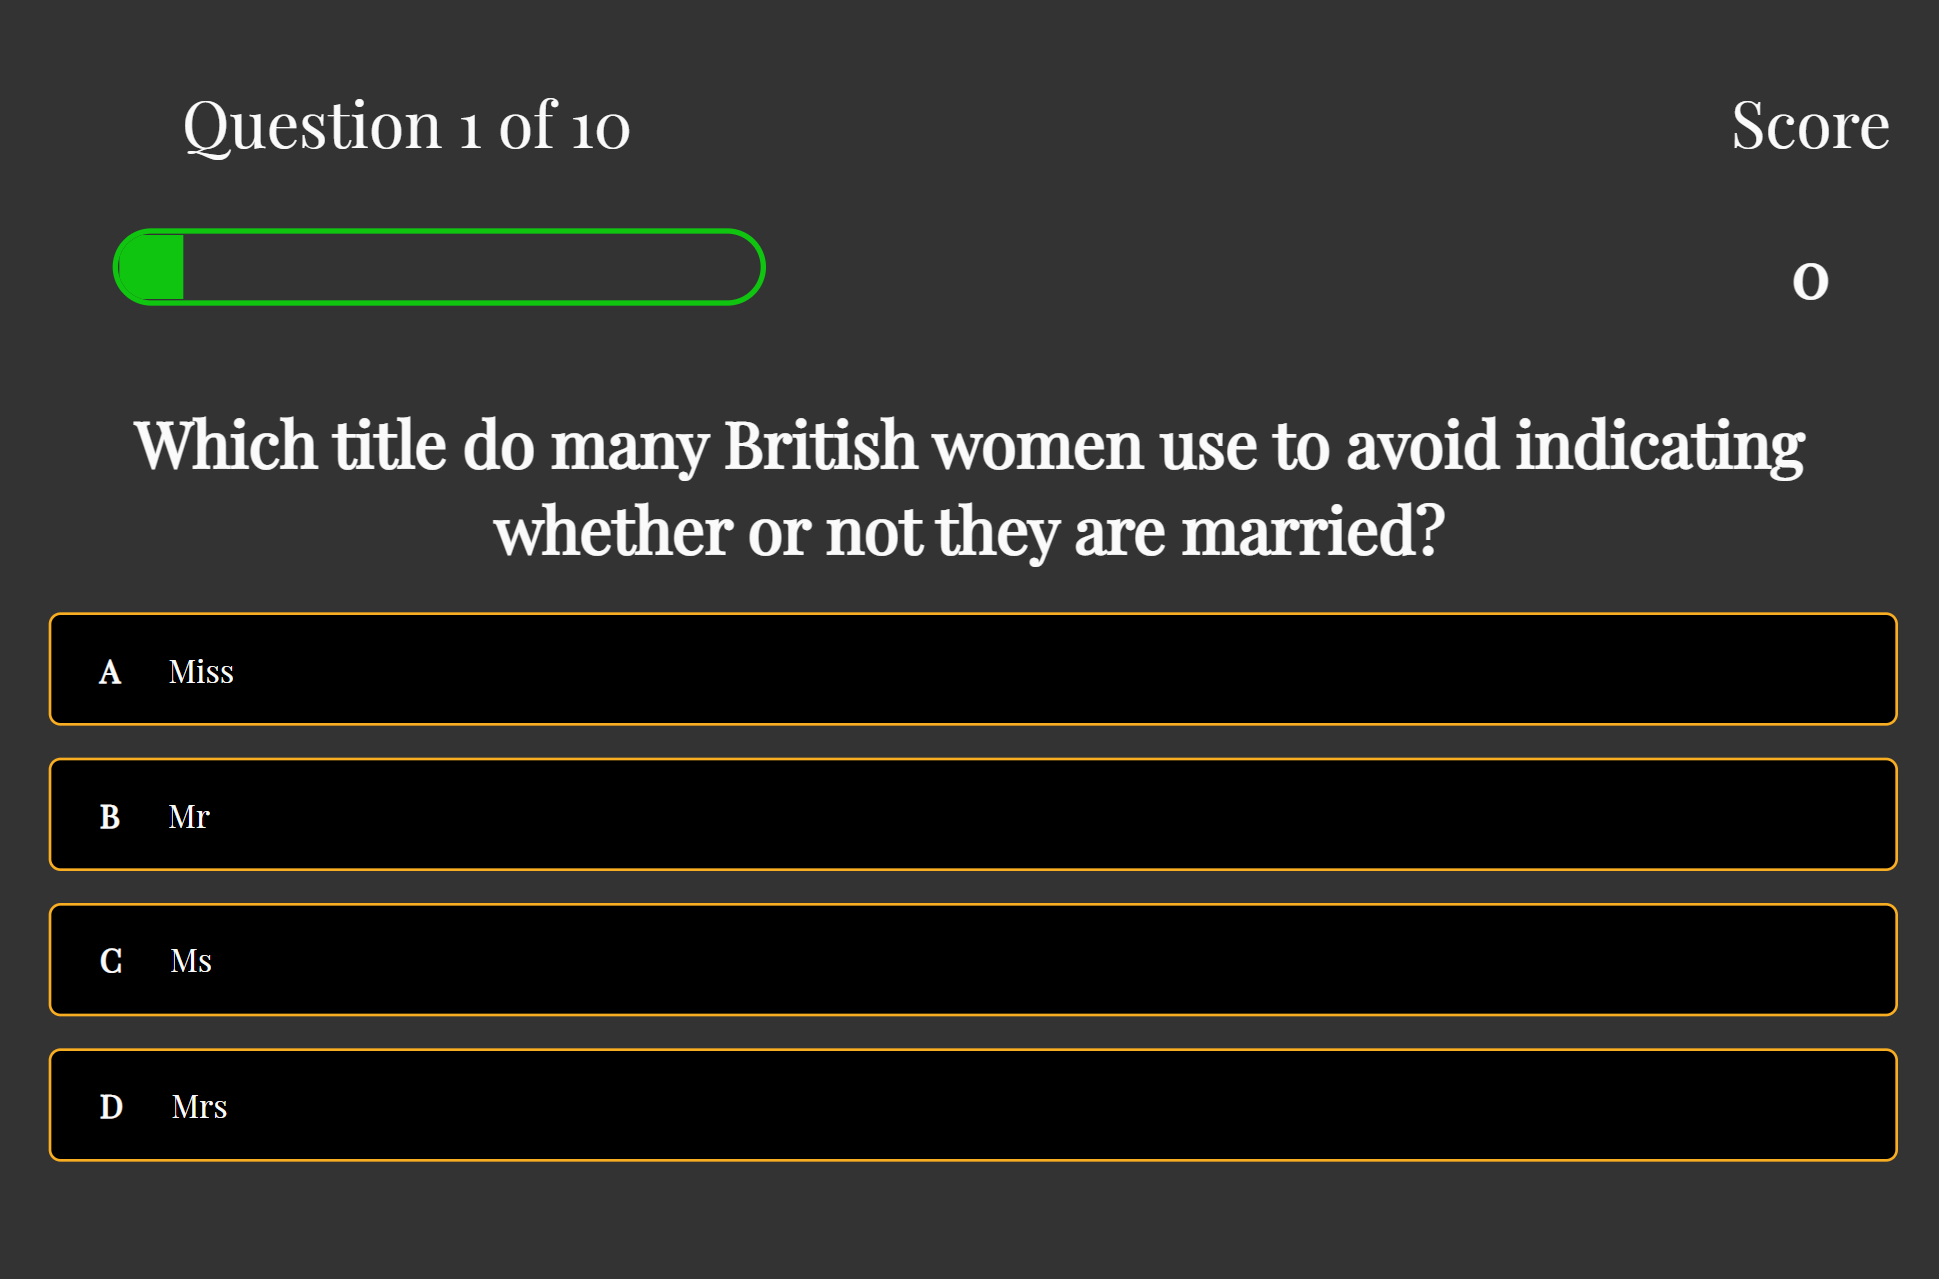 Question 1 of 10
Score
0
Which title do many British women use to avoid indicating
whether or not they are married?
A Miss
B Mr
C Ms
D Mrs